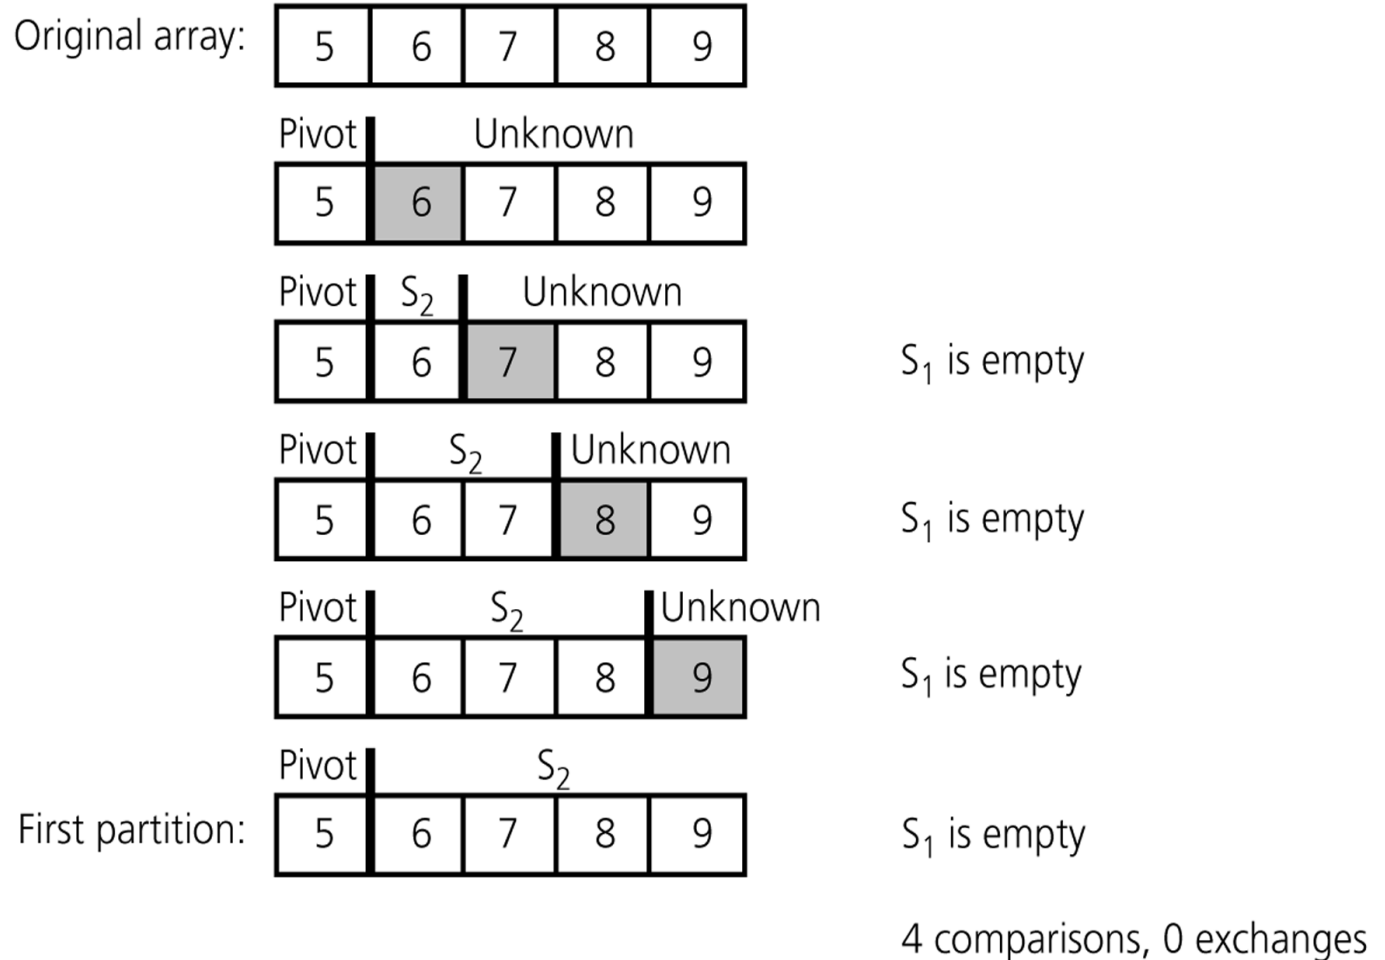 Original array: 5 6 7 8 9
Pivot Unknown
5 6 7 8 9
Pivot S₂ Unknown
5 6 7 8 9 S₁ is empty
Pivot S₂ Unknown
5 6 7 8 9 S₁ is empty
Pivot S₂ Unknown
5 6 7 8 9 S₁ is empty
Pivot S₂
First partition: 5 6 7 8 9 S₁ is empty
4 comparisons, 0 exchanges